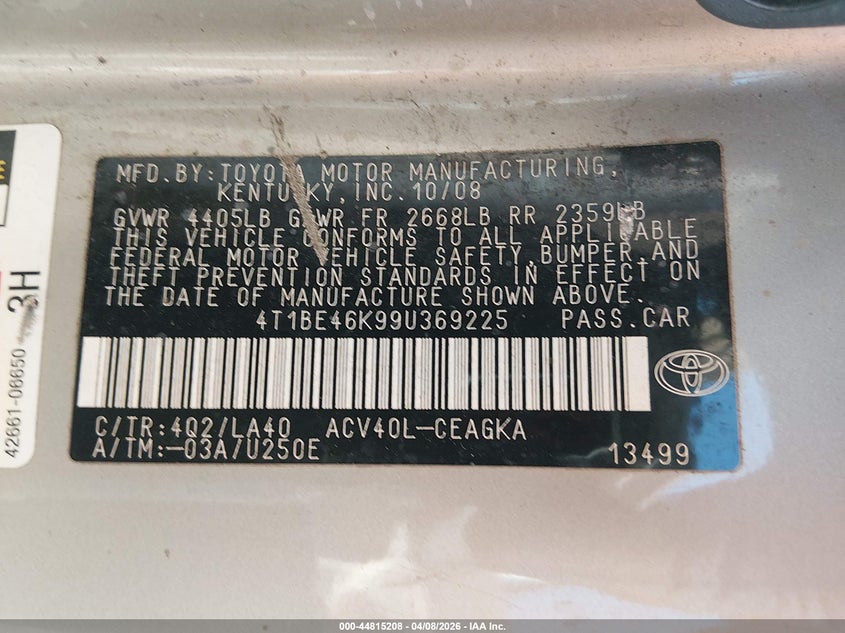 MFD.BY:TOYOTA MOTOR MANUFACTURING,
KENTUCKY,INC.10/08
GVWR 4405LB GAWR FR 2668LB RR 2359LB
THIS VEHICLE CONFORMS TO ALL APPLICABLE
FEDERAL MOTOR VEHICLE SAFETY,BUMPER,AND
THEFT PREVENTION STANDARDS IN EFFECT ON
THE DATE OF MANUFACTURE SHOWN ABOVE.
4T1BE46K99U369225 PASS.CAR
C/TR:4Q2/LA40 ACV40L-CEAGKA
A/TM:-03A/U250E 13499
42661-06650
3H
000-44815208 - 04/08/2026 - IAA Inc.